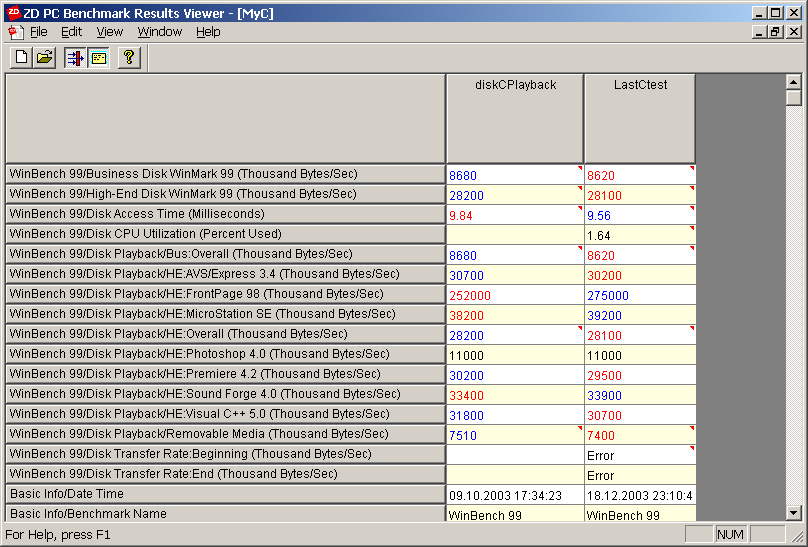 ZD PC Benchmark Results Viewer - [MyC]
File Edit View Window Help
diskCPlayback LastCtest
WinBench 99/Business Disk WinMark 99 (Thousand Bytes/Sec) 8680 8620
WinBench 99/High-End Disk WinMark 99 (Thousand Bytes/Sec) 28200 28100
WinBench 99/Disk Access Time (Milliseconds) 9.84 9.56
WinBench 99/Disk CPU Utilization (Percent Used) 1.64
WinBench 99/Disk Playback/Bus:Overall (Thousand Bytes/Sec) 8680 8620
WinBench 99/Disk Playback/HE:AVS/Express 3.4 (Thousand Bytes/Sec) 30700 30200
WinBench 99/Disk Playback/HE:FrontPage 98 (Thousand Bytes/Sec) 252000 275000
WinBench 99/Disk Playback/HE:MicroStation SE (Thousand Bytes/Sec) 38200 39200
WinBench 99/Disk Playback/HE:Overall (Thousand Bytes/Sec) 28200 28100
WinBench 99/Disk Playback/HE:Photoshop 4.0 (Thousand Bytes/Sec) 11000 11000
WinBench 99/Disk Playback/HE:Premiere 4.2 (Thousand Bytes/Sec) 30200 29500
WinBench 99/Disk Playback/HE:Sound Forge 4.0 (Thousand Bytes/Sec) 33400 33900
WinBench 99/Disk Playback/HE:Visual C++ 5.0 (Thousand Bytes/Sec) 31800 30700
WinBench 99/Disk Playback/Removable Media (Thousand Bytes/Sec) 7510 7400
WinBench 99/Disk Transfer Rate:Beginning (Thousand Bytes/Sec) Error
WinBench 99/Disk Transfer Rate:End (Thousand Bytes/Sec) Error
Basic Info/Date Time 09.10.2003 17:34:23 18.12.2003 23:10:4
Basic Info/Benchmark Name WinBench 99 WinBench 99
For Help, press F1 NUM